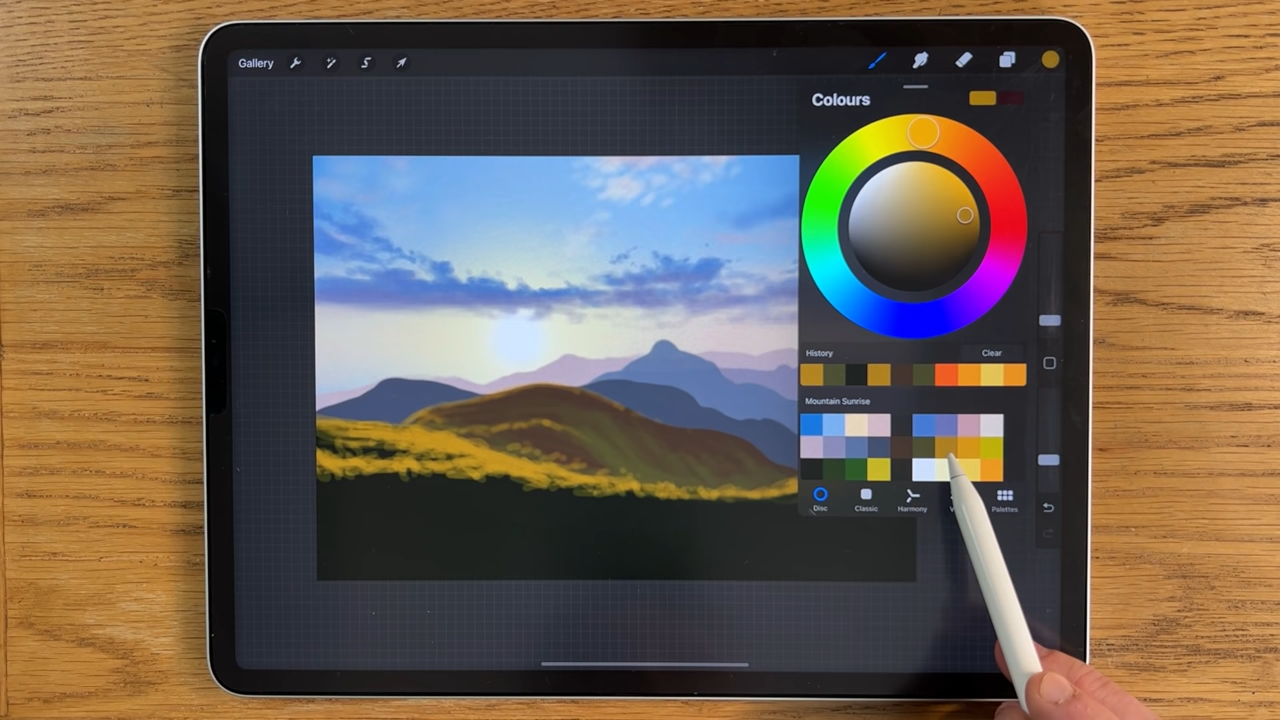 Gallery
Colours
History Clear
Mountain Sunrise
Disc Classic Harmony Palettes